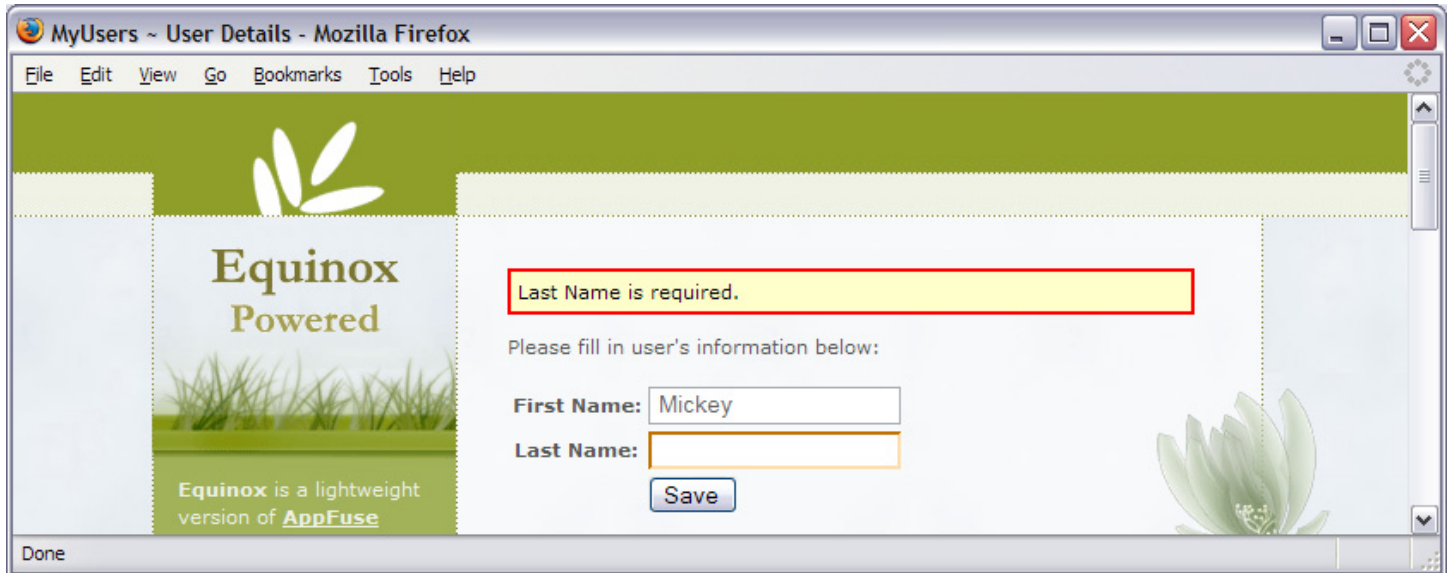 MyUsers ~ User Details - Mozilla Firefox
File Edit View Go Bookmarks Tools Help
Equinox
Powered
Equinox is a lightweight
version of AppFuse
Last Name is required.
Please fill in user's information below:
First Name: Mickey
Last Name:
Save
Done